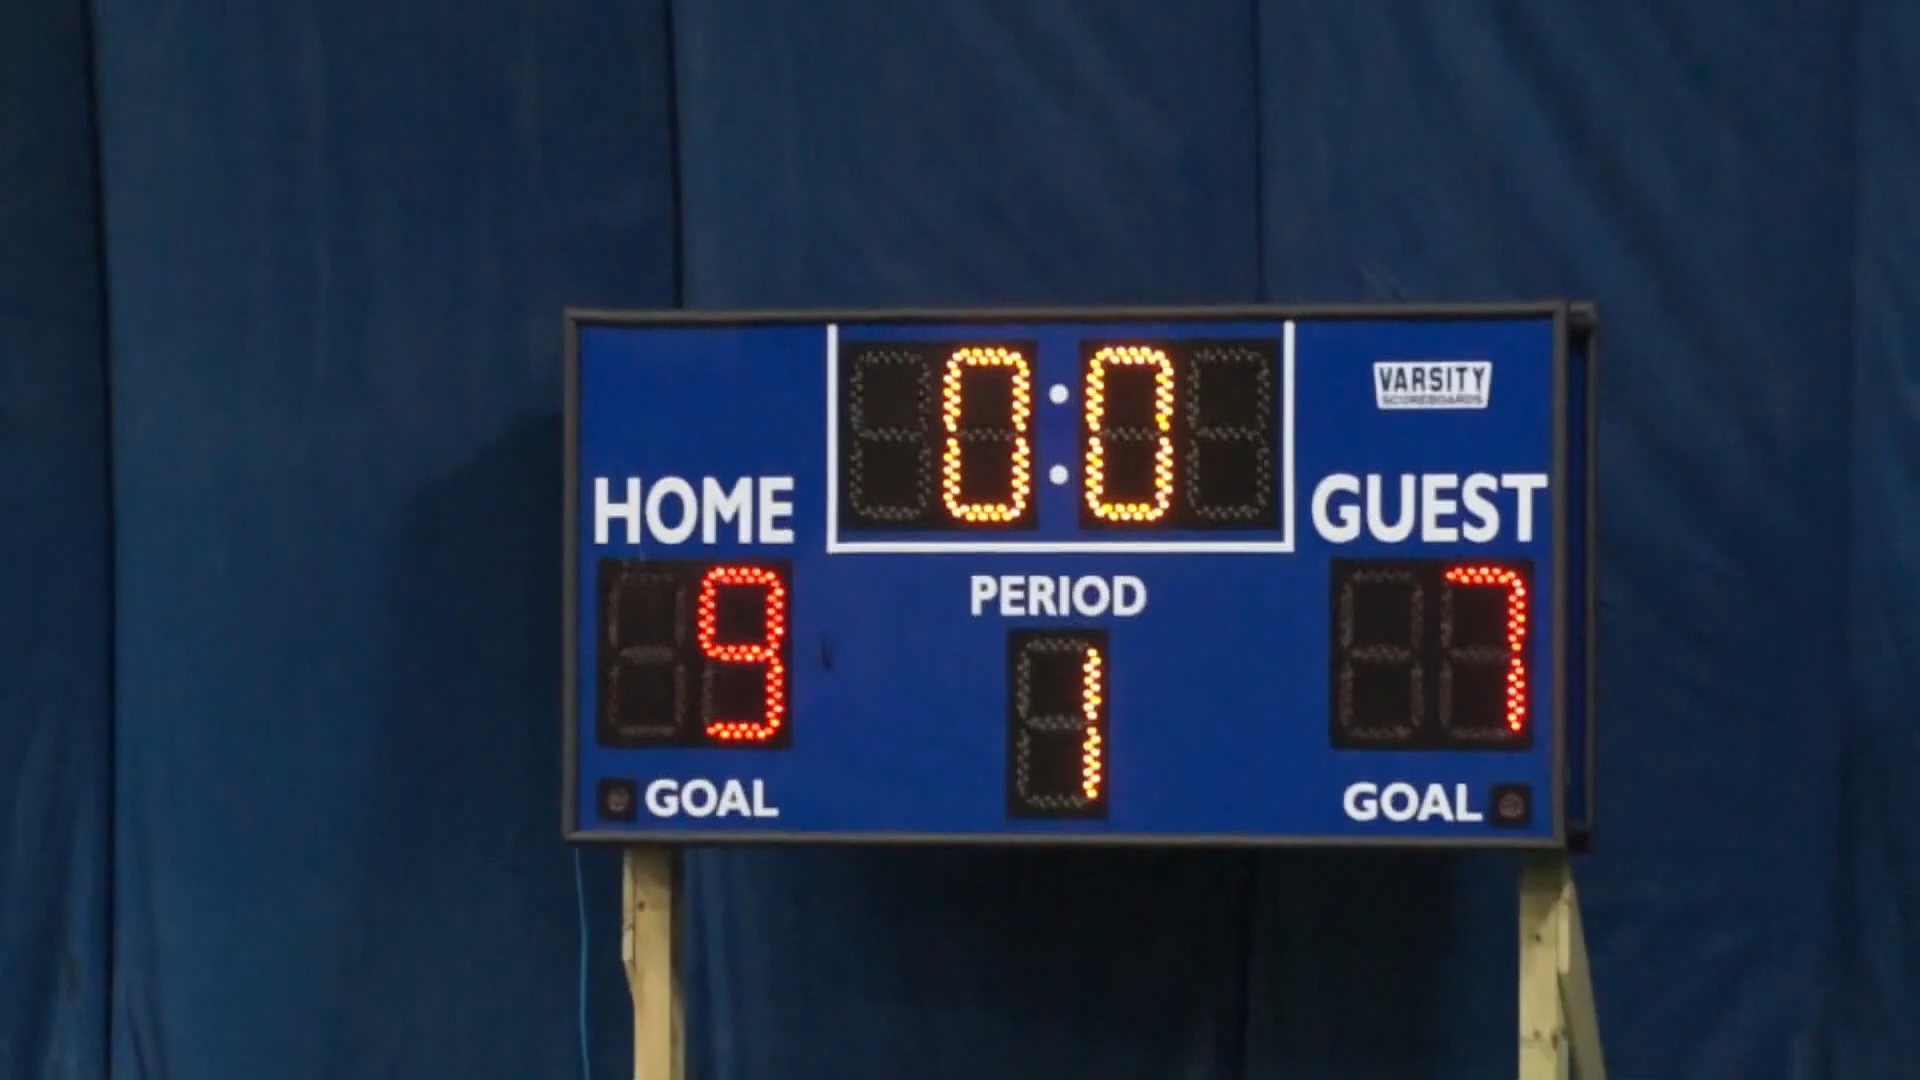 0:0
VARSITY
SCOREBOARDS
HOME
GUEST
9
PERIOD
7
1
GOAL
GOAL